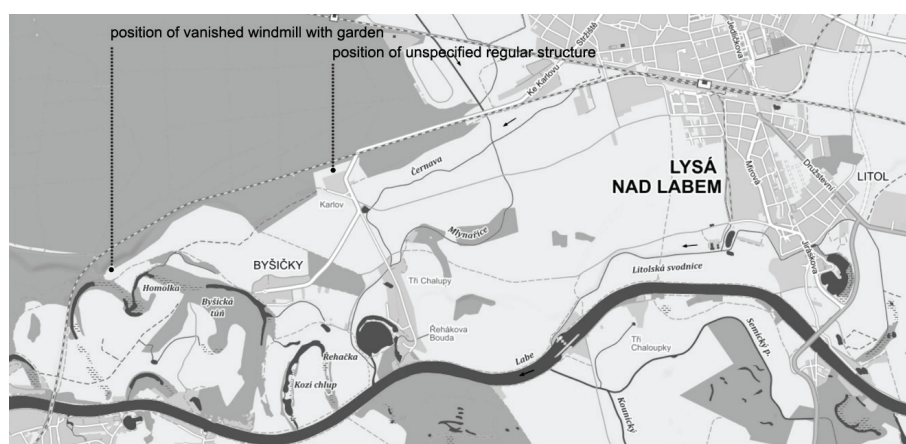 position of vanished windmill with garden
position of unspecified regular structure
Stržiště
Jedličkova
Ke Karlovu
Černava
Karlov
LYSÁ
NAD LABEM
Mírová
Družstevní
LITOL
Mlynařice
BYŠIČKY
Jiráskova
Litolská svodnice
Homolka
Tři Chalupy
Byšická
tůň
Řehákova
Bouda
Semický p.
Tři
Chaloupky
Labe
Řehačka
Kozí chlup
Kounický